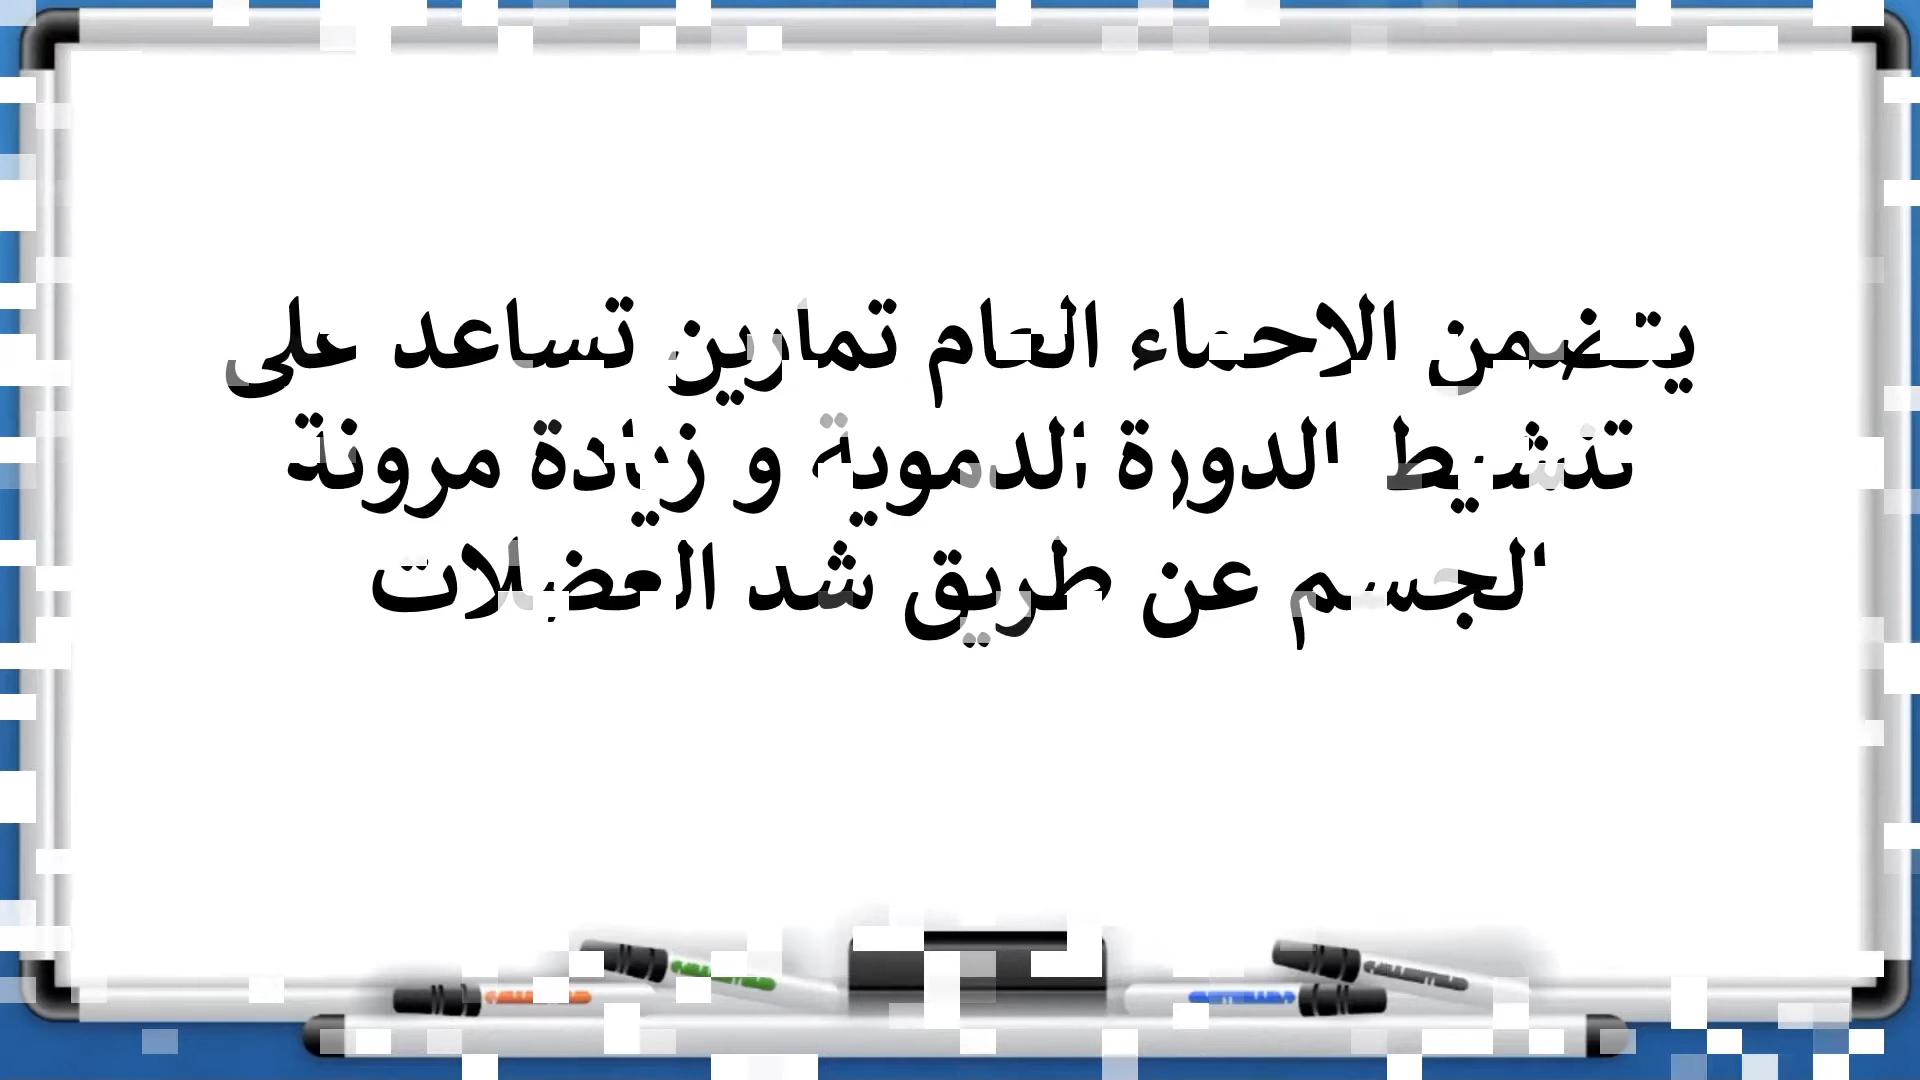 يتضمن الاحماء العام تمارين تساعد على
تنشيط الدورة الدموية و زيادة مرونة
الجسم عن طريق شد العضلات